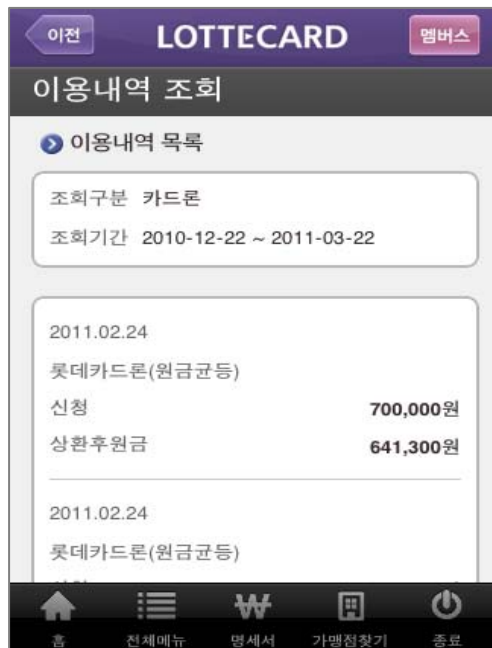 이전 LOTTECARD 멤버스
이용내역 조회
이용내역 목록
조회구분 카드론
조회기간 2010-12-22 ~ 2011-03-22
2011.02.24
롯데카드론(원금균등)
신청 700,000원
상환후원금 641,300원
2011.02.24
롯데카드론(원금균등)
홈 전체메뉴 명세서 가맹점찾기 종료